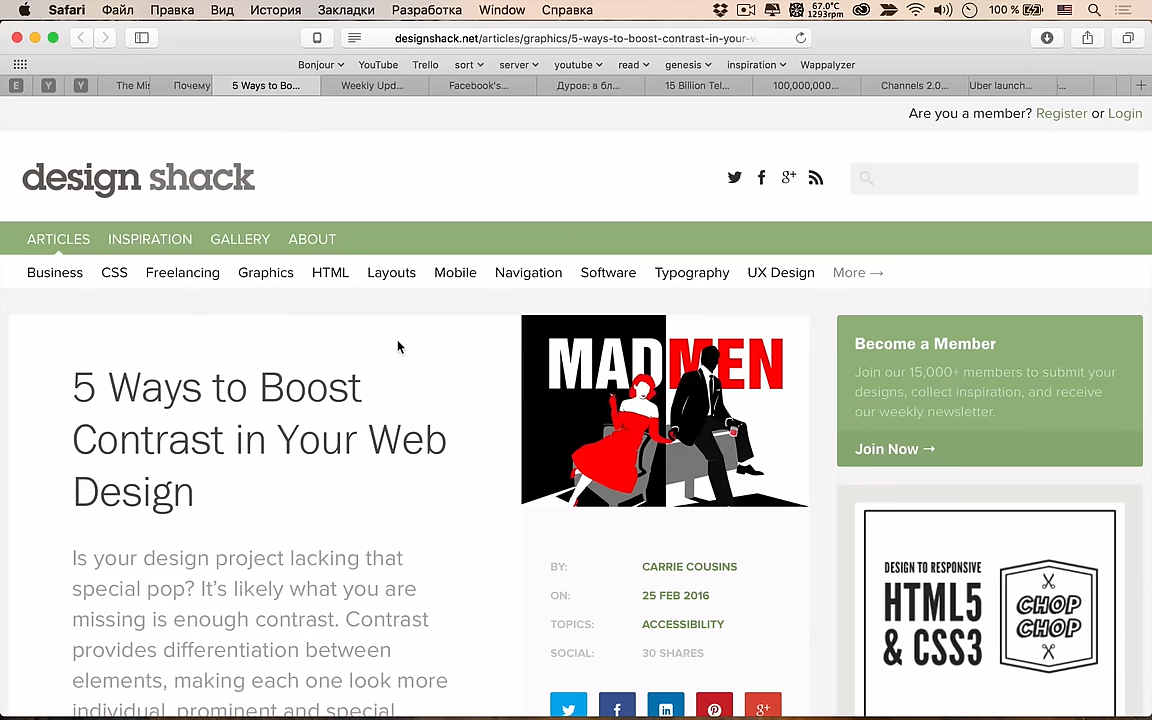 Safari Файл Правка Вид История Закладки Разработка Window Справка 67.0°C 1293rpm 100 %
designshack.net/articles/graphics/5-ways-to-boost-contrast-in-your-w
Bonjour YouTube Trello sort server youtube read genesis inspiration Wappalyzer
E Y Y The Mis Почему 5 Ways to Bo... Weekly Upd... Facebook's... Дуров: в бл... 15 Billion Tel... 100,000,000... Channels 2.0... Uber launch... ...
Are you a member? Register or Login
design shack
ARTICLES INSPIRATION GALLERY ABOUT
Business CSS Freelancing Graphics HTML Layouts Mobile Navigation Software Typography UX Design More →
5 Ways to Boost
Contrast in Your Web
Design
Is your design project lacking that
special pop? It's likely what you are
missing is enough contrast. Contrast
provides differentiation between
elements, making each one look more
individual, prominent and special
MADMEN
BY: CARRIE COUSINS
ON: 25 FEB 2016
TOPICS: ACCESSIBILITY
SOCIAL: 30 SHARES
Become a Member
Join our 15,000+ members to submit your
designs, collect inspiration, and receive
our weekly newsletter.
Join Now →
DESIGN TO RESPONSIVE
HTML5
& CSS3
CHOP
CHOP